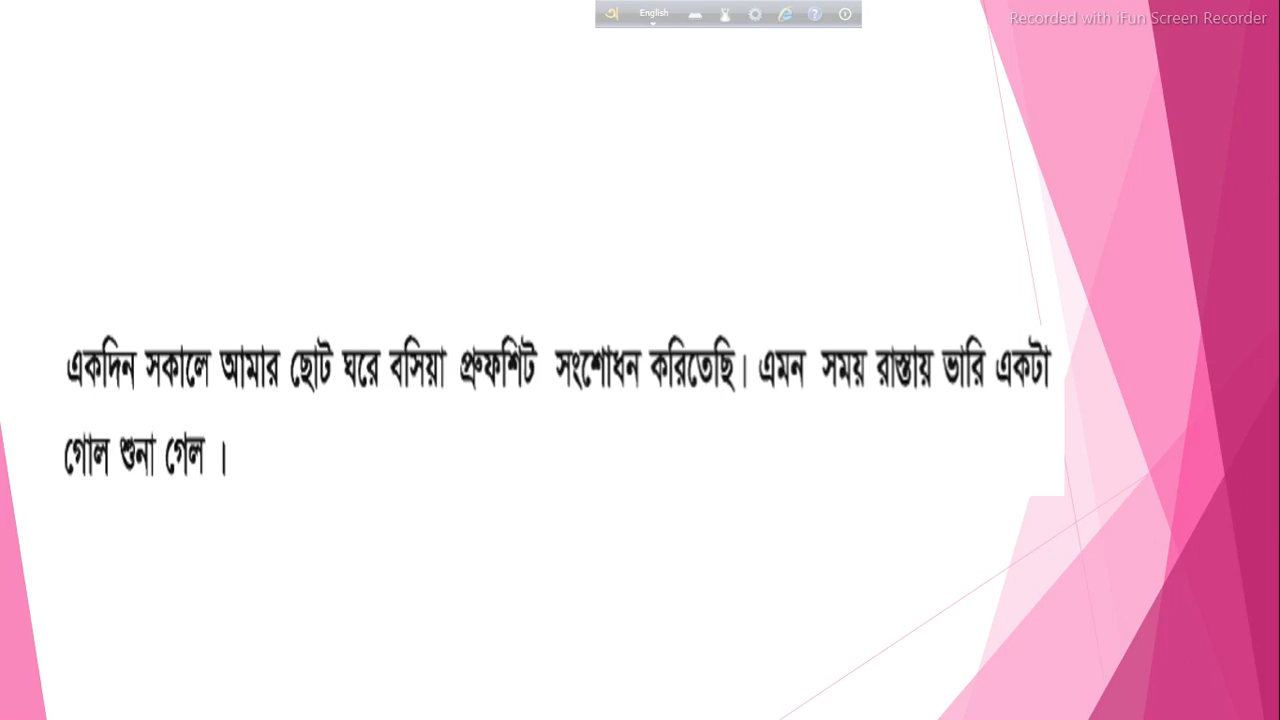 English
Recorded with iFun Screen Recorder
একদিন সকালে আমার ছোট ঘরে বসিয়া প্রুফশিট সংশোধন করিতেছি। এমন সময় রাস্তায় ভারি একটা
গোল শুনা গেল ।